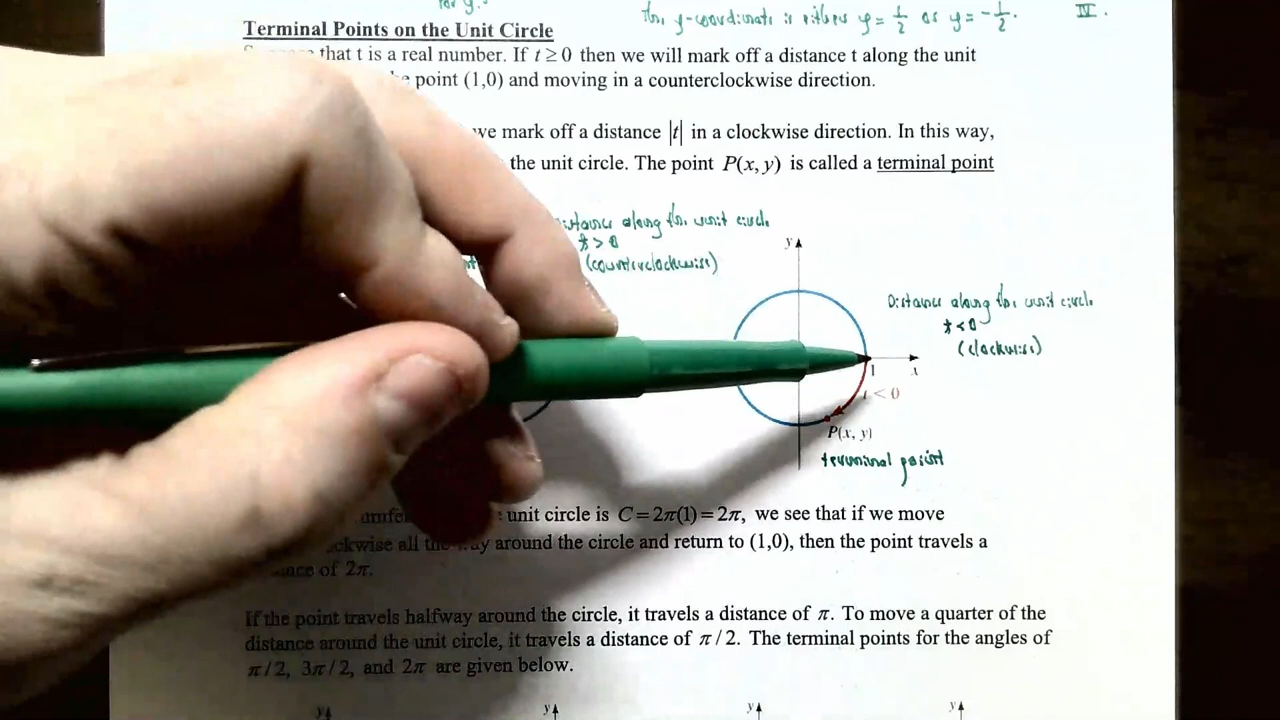 for y.
the y-coordinate is either y = 1/2 or y = -1/2.
IV.
Terminal Points on the Unit Circle
that t is a real number. If t ≥ 0 then we will mark off a distance t along the unit
point (1,0) and moving in a counterclockwise direction.
we mark off a distance |t| in a clockwise direction. In this way,
the unit circle. The point P(x, y) is called a terminal point
distance along the unit circle
t > 0
(counterclockwise)
y
Distance along the unit circle
t < 0
(clockwise)
1
x
t < 0
P(x, y)
terminal point
unit circle is C = 2π(1) = 2π, we see that if we move
all the way around the circle and return to (1,0), then the point travels a
of 2π.
If the point travels halfway around the circle, it travels a distance of π. To move a quarter of the
distance around the unit circle, it travels a distance of π / 2. The terminal points for the angles of
π / 2, 3π / 2, and 2π are given below.
y
y
y
y